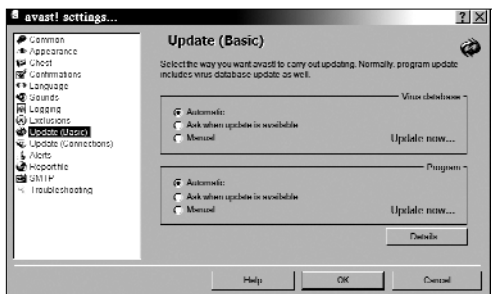 avast! settings...
Common
Appearance
Chest
Confirmations
Language
Sounds
Logging
Exclusions
Update (Basic)
Update (Connections)
Alerts
Report file
SMTP
Troubleshooting
Update (Basic)
Select the way you want avast! to carry out updating. Normally, program update
includes virus database update as well.
Virus database
Automatic
Ask when update is available
Manual
Update now...
Program
Automatic
Ask when update is available
Manual
Update now...
Details
Help
OK
Cancel